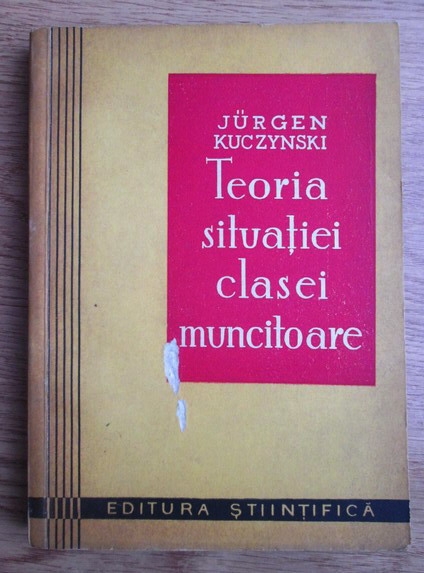 JÜRGEN
KUCZYNSKI
Teoria
situației
clasei
muncitoare
EDITURA ȘTIINȚIFICĂ